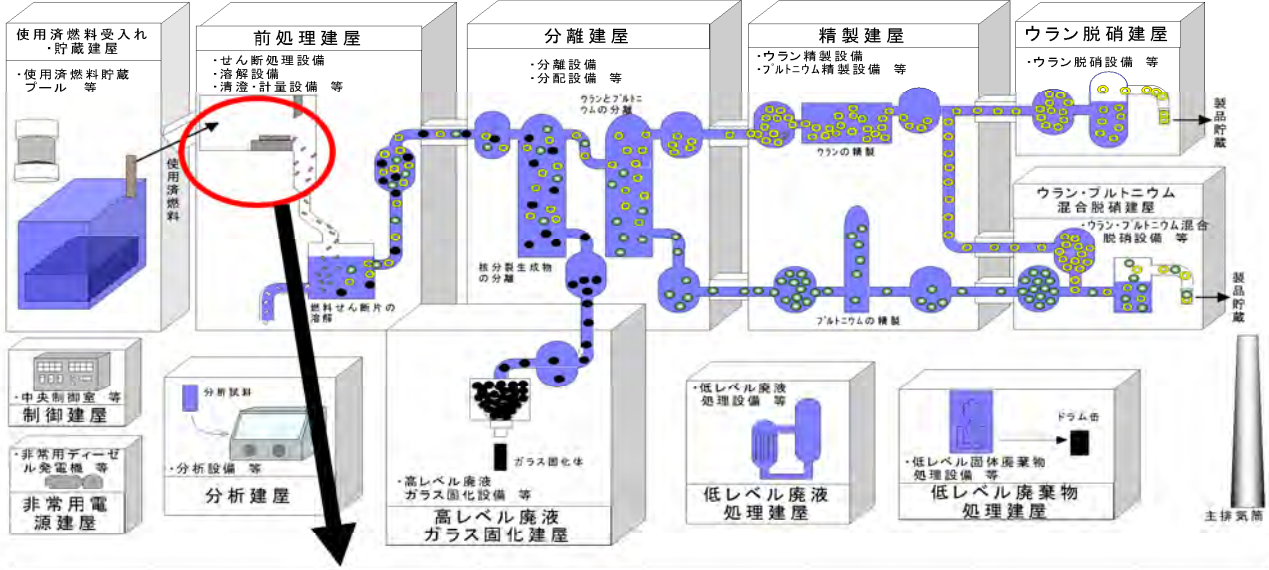 使用済燃料受入れ
・貯蔵建屋
・使用済燃料貯蔵
プール 等
使用済燃料
前処理建屋
・せん断処理設備
・溶解設備
・清澄・計量設備 等
燃料せん断片の
溶解
分離建屋
・分離設備
・分配設備 等
ウランとプルトニ
ウムの分離
核分裂生成物
の分離
精製建屋
・ウラン精製設備
・プルトニウム精製設備 等
ウランの精製
プルトニウムの精製
ウラン脱硝建屋
・ウラン脱硝設備 等
製品貯蔵
ウラン・プルトニウム
混合脱硝建屋
・ウラン・プルトニウム混合
脱硝設備 等
製品貯蔵
・中央制御室 等
制御建屋
・非常用ディーゼ
ル発電機 等
非常用電
源建屋
分析試料
・分析設備 等
分析建屋
ガラス固化体
・高レベル廃液
ガラス固化設備 等
高レベル廃液
ガラス固化建屋
・低レベル廃液
処理設備 等
低レベル廃液
処理建屋
ドラム缶
・低レベル固体廃棄物
処理設備 等
低レベル廃棄物
処理建屋
主排気筒